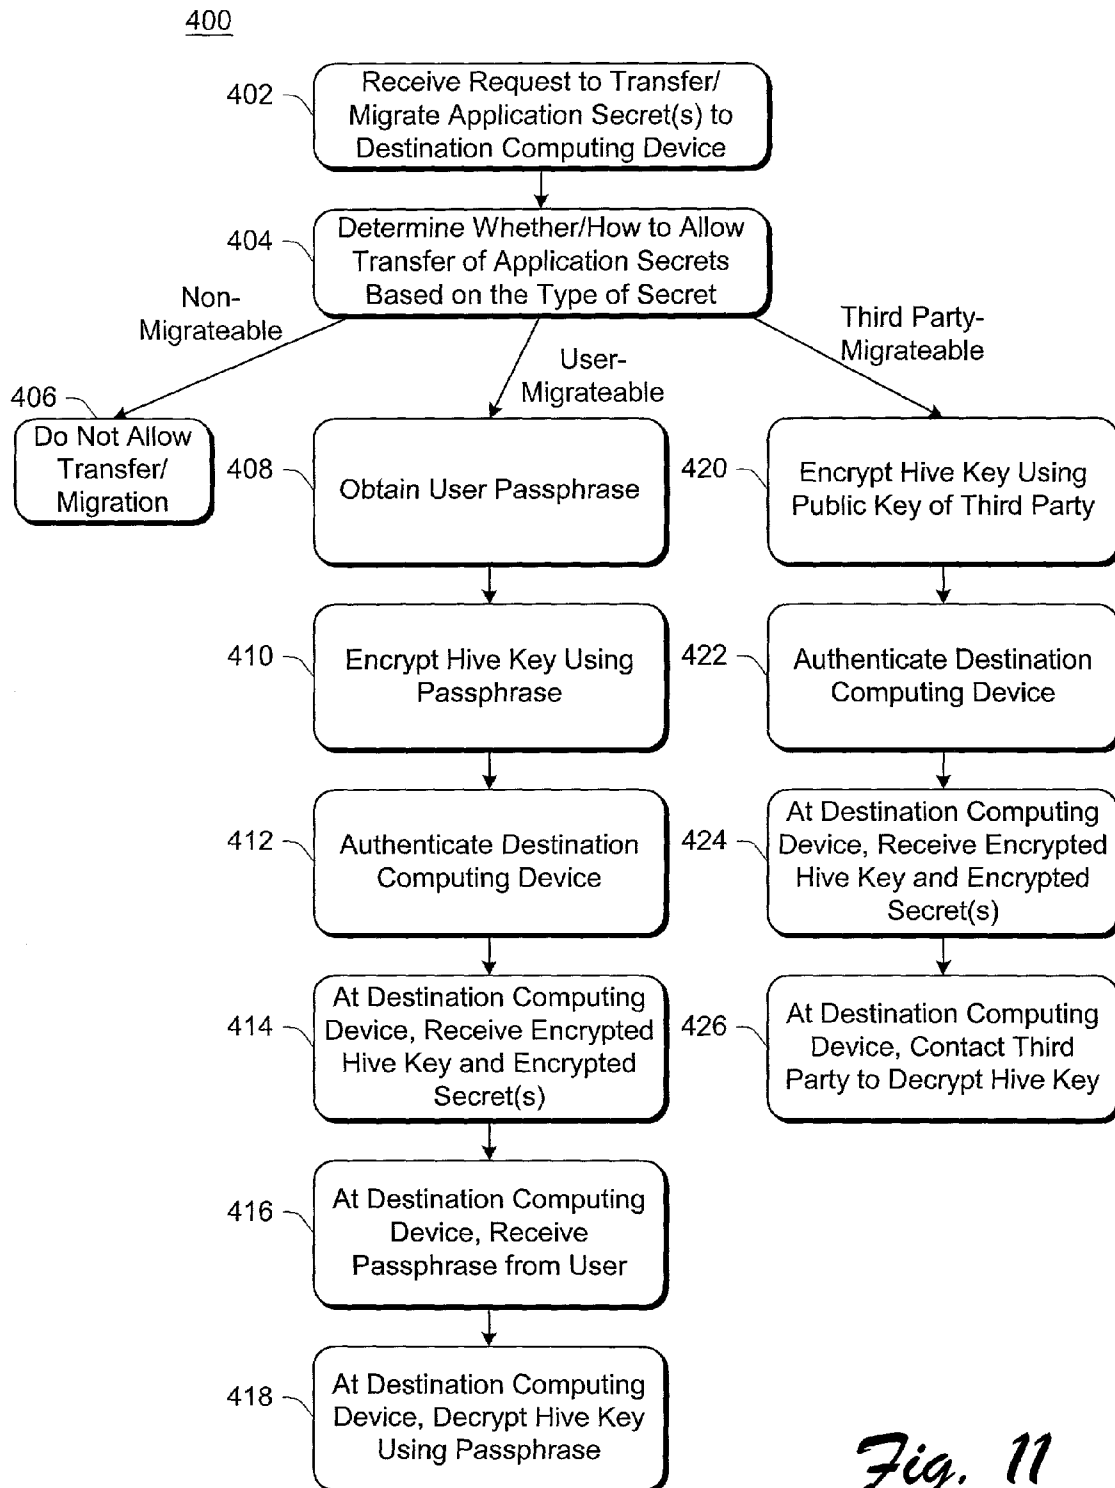 400
402
Receive Request to Transfer/
Migrate Application Secret(s) to
Destination Computing Device
404
Determine Whether/How to Allow
Transfer of Application Secrets
Based on the Type of Secret
Non-
Migrateable
User-
Migrateable
Third Party-
Migrateable
406
Do Not Allow
Transfer/
Migration
408
Obtain User Passphrase
410
Encrypt Hive Key Using
Passphrase
412
Authenticate Destination
Computing Device
414
At Destination Computing
Device, Receive Encrypted
Hive Key and Encrypted
Secret(s)
416
At Destination Computing
Device, Receive
Passphrase from User
418
At Destination Computing
Device, Decrypt Hive Key
Using Passphrase
420
Encrypt Hive Key Using
Public Key of Third Party
422
Authenticate Destination
Computing Device
424
At Destination Computing
Device, Receive Encrypted
Hive Key and Encrypted
Secret(s)
426
At Destination Computing
Device, Contact Third
Party to Decrypt Hive Key
Fig. 11